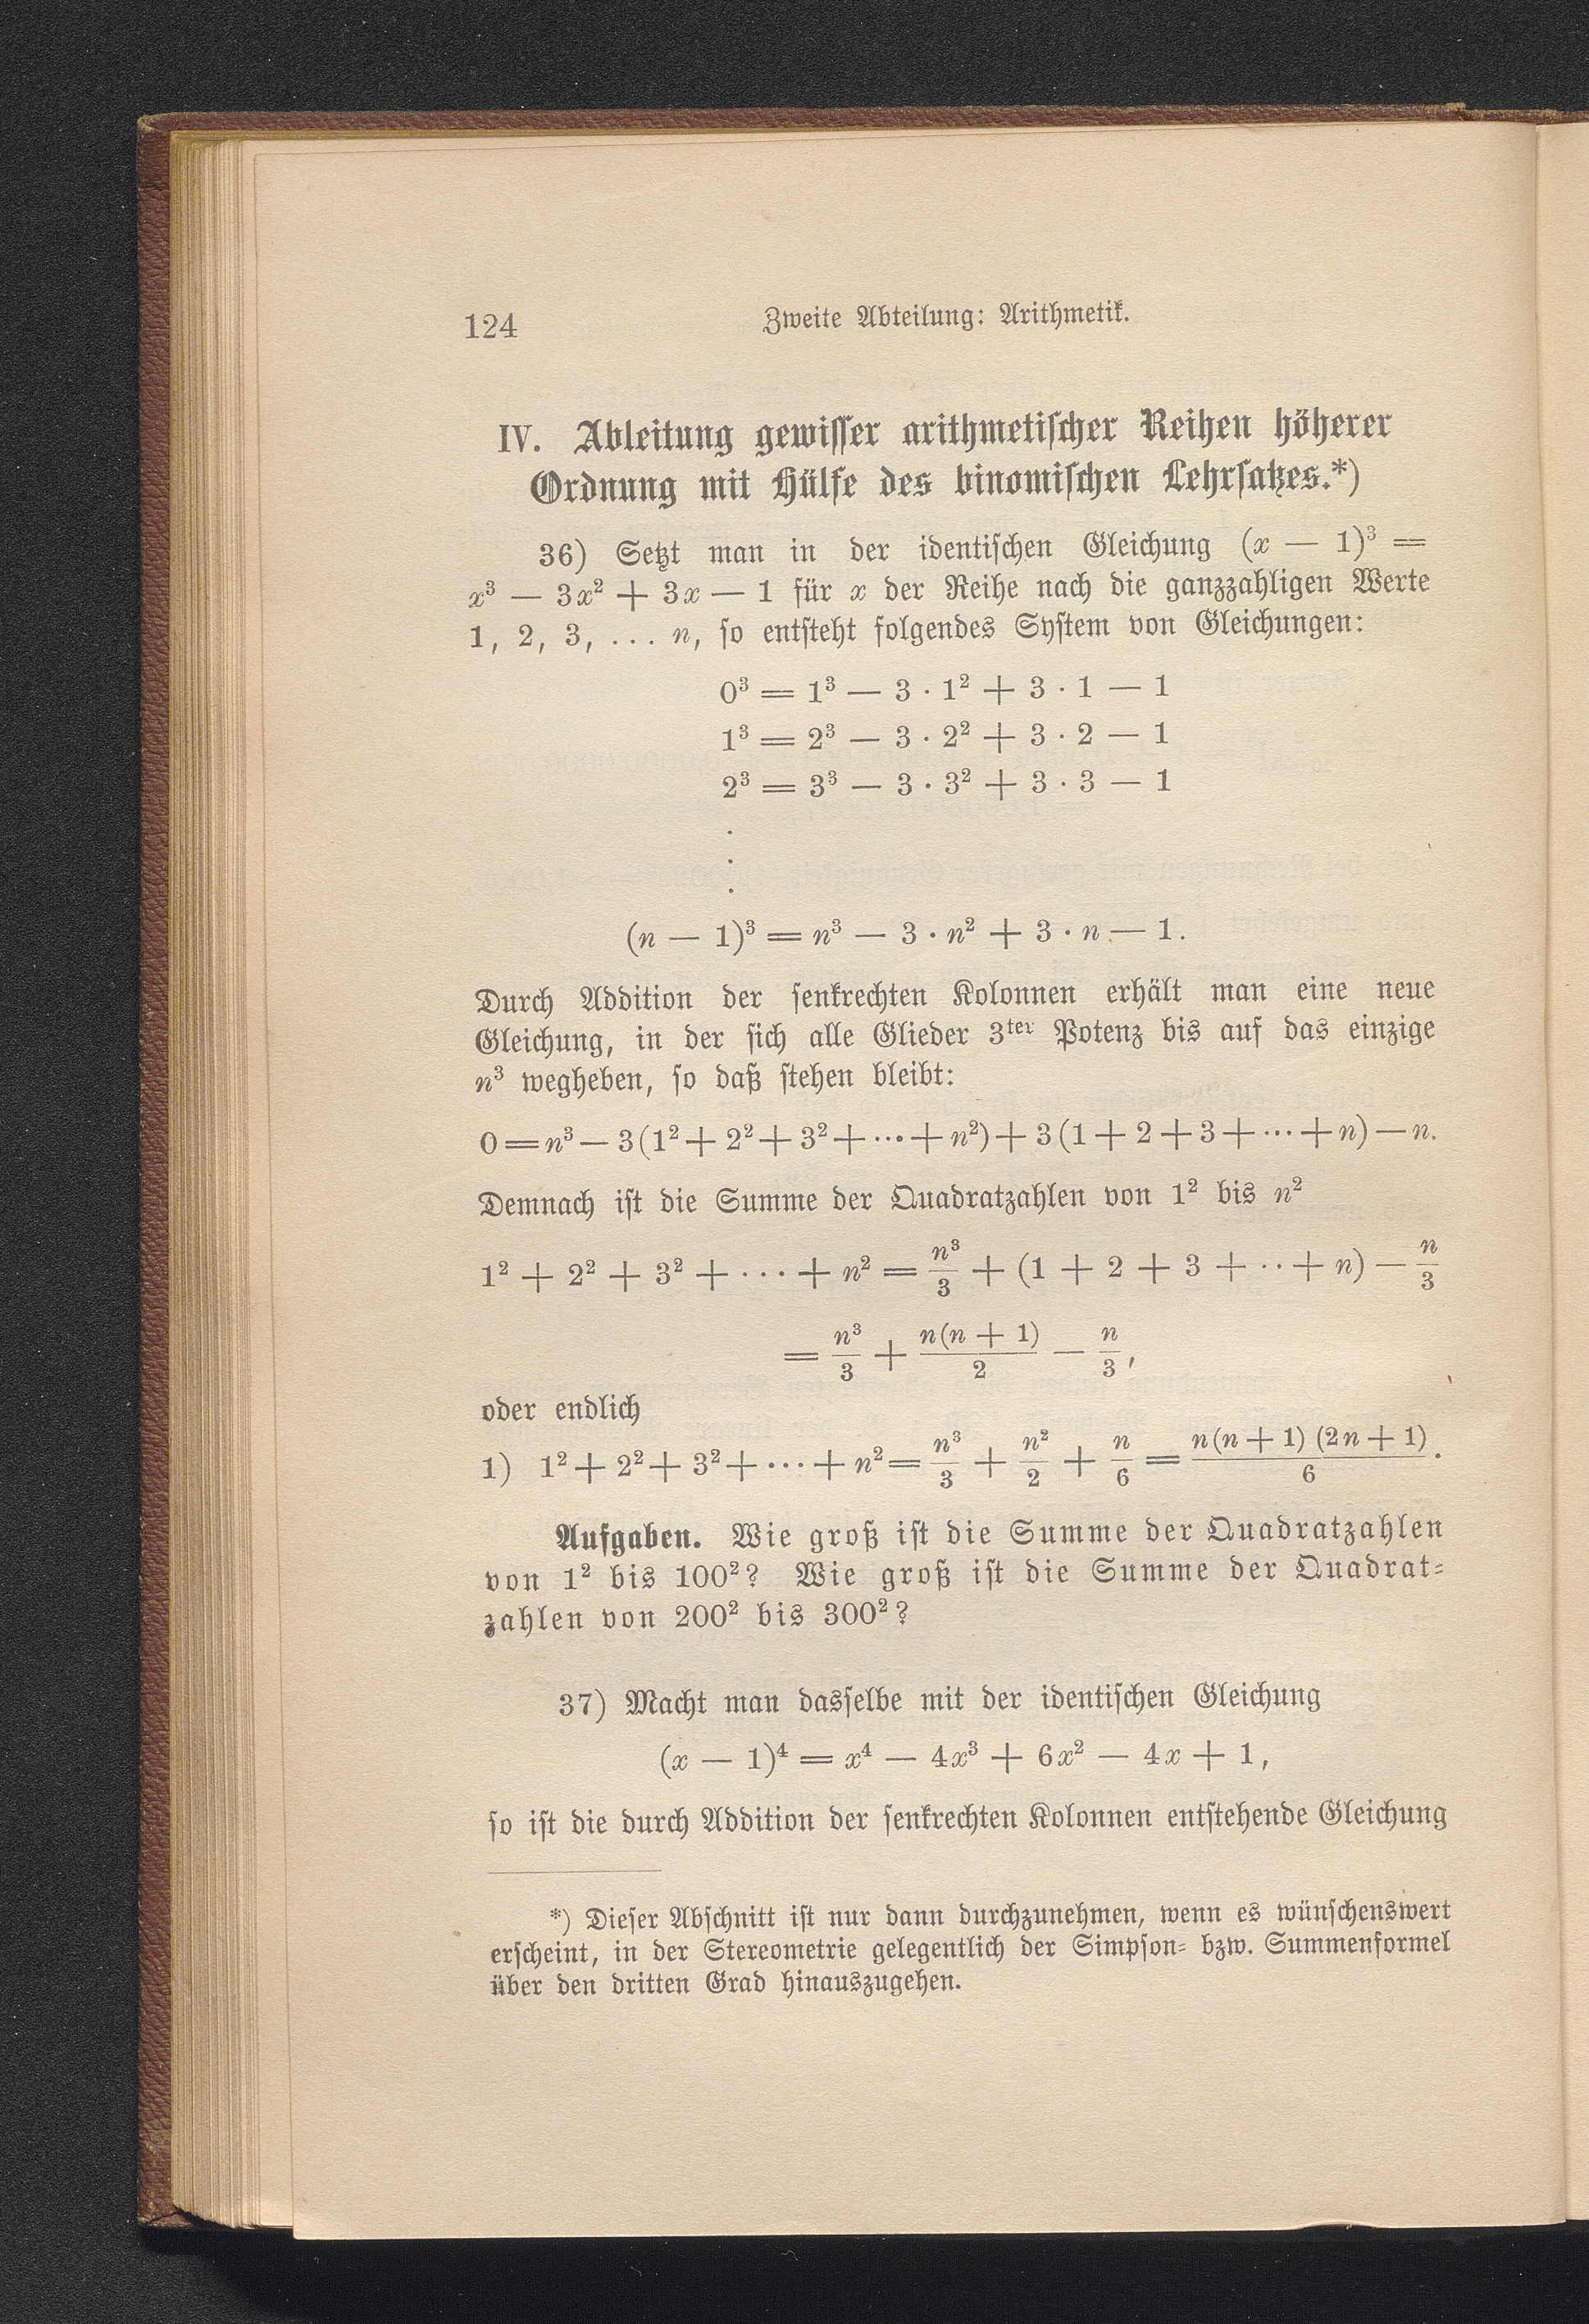 124
Zweite Abteilung: Arithmetik.
IV. Ableitung gewisser arithmetischer Reihen höherer
Ordnung mit Hülfe des binomischen Lehrsatzes.*)
36) Setzt man in der identischen Gleichung (x — 1)³ =
x³ — 3x² + 3x — 1 für x der Reihe nach die ganzzahligen Werte
1, 2, 3, ... n, so entsteht folgendes System von Gleichungen:
0³ = 1³ — 3 · 1² + 3 · 1 — 1
1³ = 2³ — 3 · 2² + 3 · 2 — 1
2³ = 3³ — 3 · 3² + 3 · 3 — 1
.
.
.
(n — 1)³ = n³ — 3 · n² + 3 · n — 1.
Durch Addition der senkrechten Kolonnen erhält man eine neue
Gleichung, in der sich alle Glieder 3ter Potenz bis auf das einzige
n³ wegheben, so daß stehen bleibt:
0 = n³ — 3(1² + 2² + 3² + ··· + n²) + 3(1 + 2 + 3 + ··· + n) — n.
Demnach ist die Summe der Quadratzahlen von 1² bis n²
1² + 2² + 3² + ··· + n² = n³/3 + (1 + 2 + 3 + ·· + n) — n/3
= n³/3 + n(n + 1)/2 — n/3,
oder endlich
1) 1² + 2² + 3² + ··· + n² = n³/3 + n²/2 + n/6 = n(n + 1)(2n + 1)/6.
Aufgaben. Wie groß ist die Summe der Quadratzahlen
von 1² bis 100²? Wie groß ist die Summe der Quadrat-
zahlen von 200² bis 300²?
37) Macht man dasselbe mit der identischen Gleichung
(x — 1)⁴ = x⁴ — 4x³ + 6x² — 4x + 1,
so ist die durch Addition der senkrechten Kolonnen entstehende Gleichung
*) Dieser Abschnitt ist nur dann durchzunehmen, wenn es wünschenswert
erscheint, in der Stereometrie gelegentlich der Simpson- bzw. Summenformel
über den dritten Grad hinauszugehen.